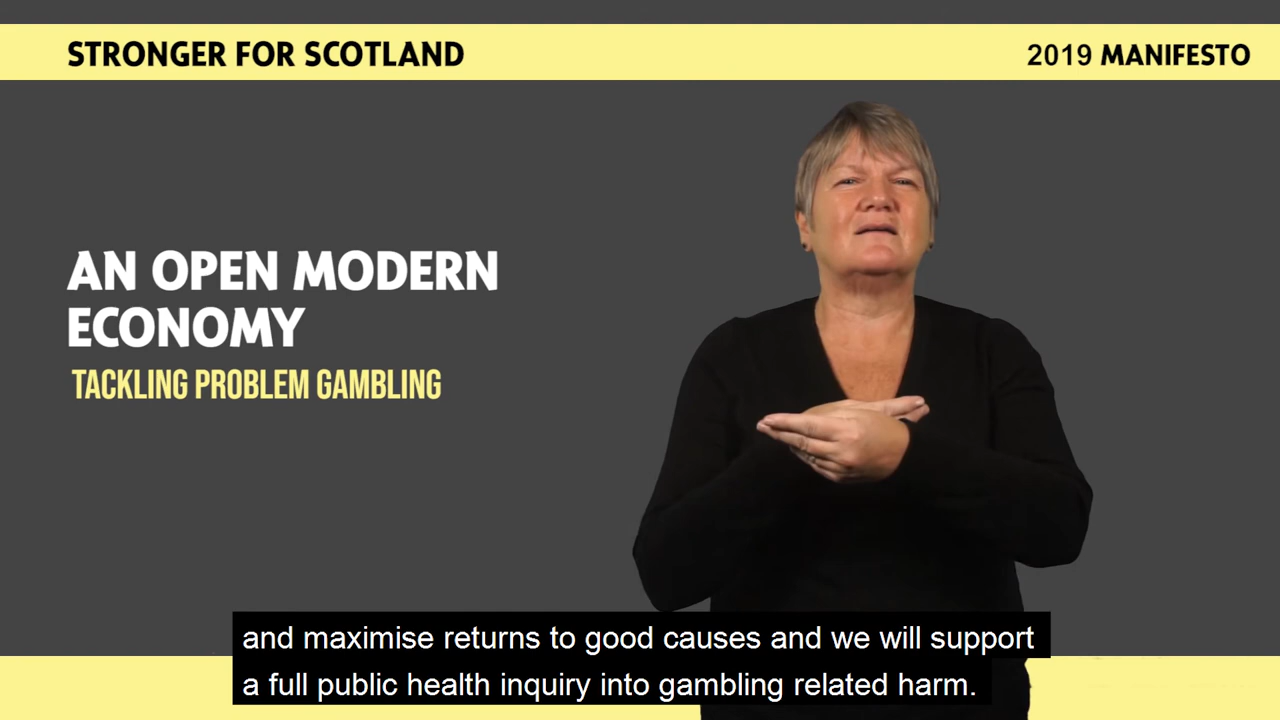 STRONGER FOR SCOTLAND
2019 MANIFESTO
AN OPEN MODERN
ECONOMY
TACKLING PROBLEM GAMBLING
and maximise returns to good causes and we will support
a full public health inquiry into gambling related harm.